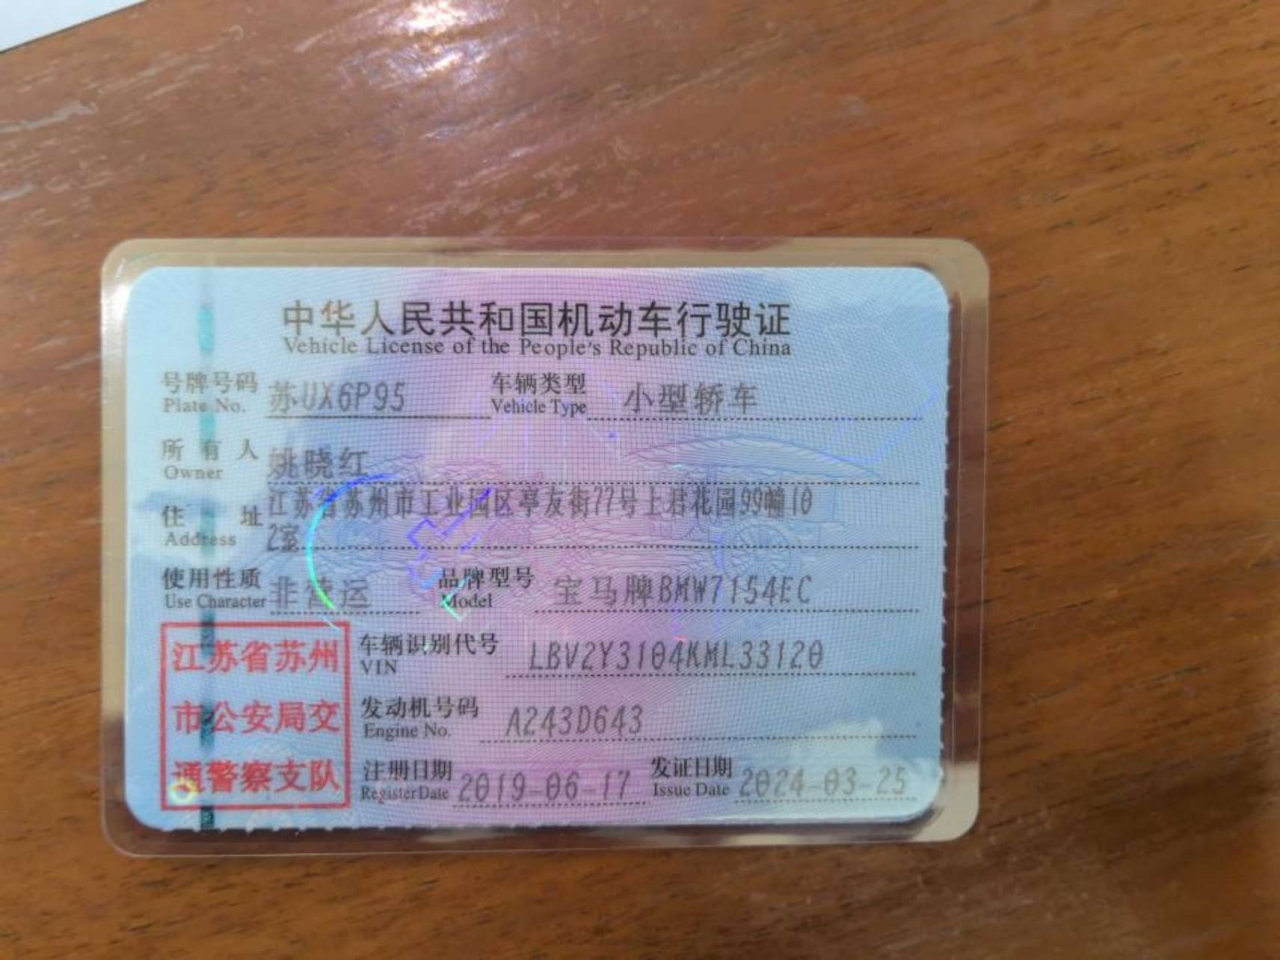 中华人民共和国机动车行驶证
Vehicle License of the People's Republic of China
号牌号码 苏UX6P95 车辆类型 小型轿车
Plate No. Vehicle Type
所有人 姚晓红
Owner
住址 江苏省苏州市工业园区亭友街77号上君花园99幢10
Address 2室
使用性质 非营运 品牌型号 宝马牌BMW7154EC
Use Character Model
江苏省苏州
市公安局交
通警察支队
车辆识别代号 LBV2Y3104KML33120
VIN
发动机号码 A243D643
Engine No.
注册日期 2019-06-17 发证日期 2024-03-25
Register Date Issue Date